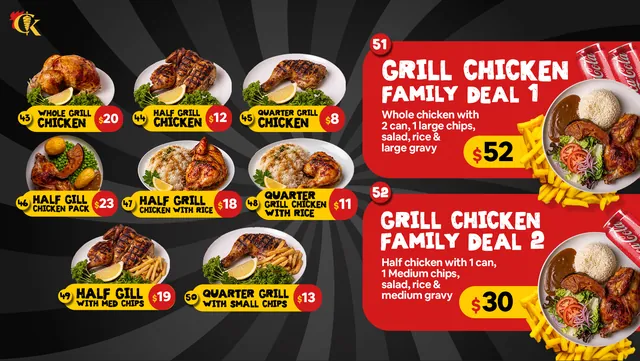 CK
43 WHOLE GRILL
CHICKEN $20
44 HALF GRILL
CHICKEN $12
45 QUARTER GRILL
CHICKEN $8
46 HALF GILL
CHICKEN PACK $23
47 HALF GRILL
CHICKEN WITH RICE $18
48 QUARTER
GRILL CHICKEN
WITH RICE $11
49 HALF GILL
WITH MED CHIPS $19
50 QUARTER GRILL
WITH SMALL CHIPS $13
51
GRILL CHICKEN
FAMILY DEAL 1
Whole chicken with
2 can, 1 large chips,
salad, rice &
large gravy
$52
52
GRILL CHICKEN
FAMILY DEAL 2
Half chicken with 1 can,
1 Medium chips,
salad, rice &
medium gravy
$30